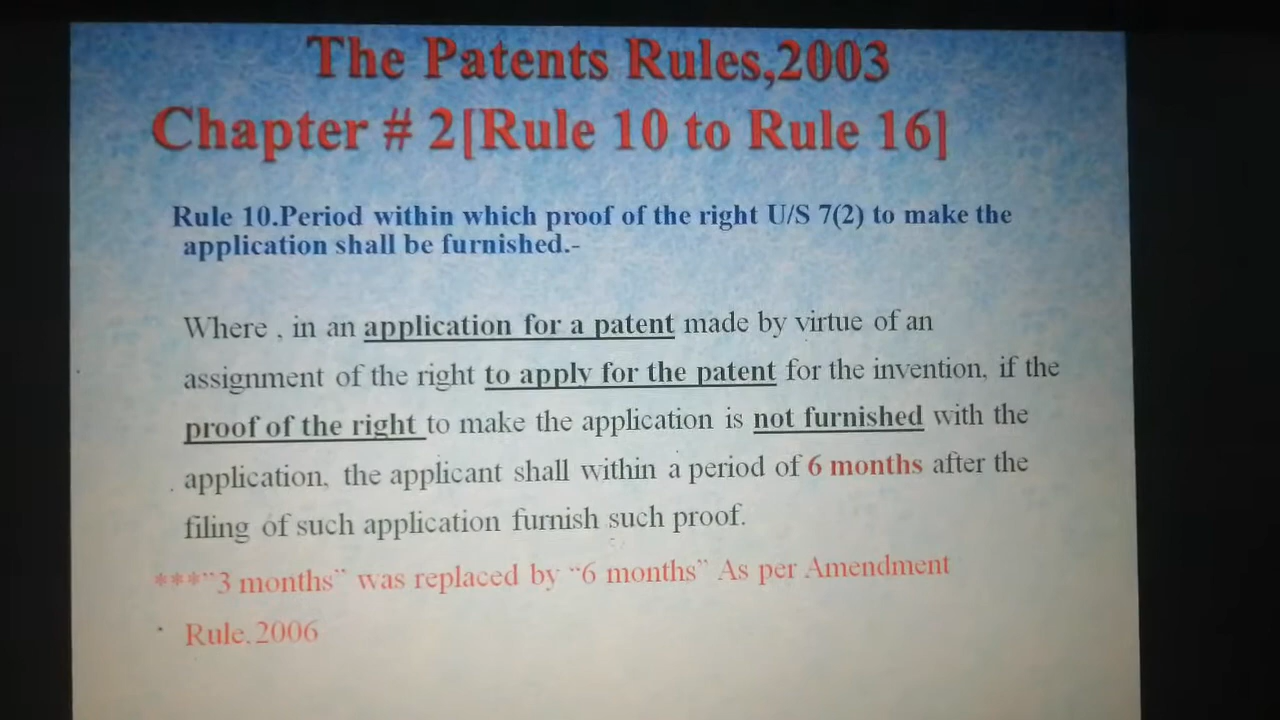 The Patents Rules,2003
Chapter # 2[Rule 10 to Rule 16]
Rule 10.Period within which proof of the right U/S 7(2) to make the
application shall be furnished.-
Where , in an application for a patent made by virtue of an
assignment of the right to apply for the patent for the invention, if the
proof of the right to make the application is not furnished with the
application, the applicant shall within a period of 6 months after the
filing of such application furnish such proof.
***"3 months" was replaced by "6 months" As per Amendment
Rule.2006